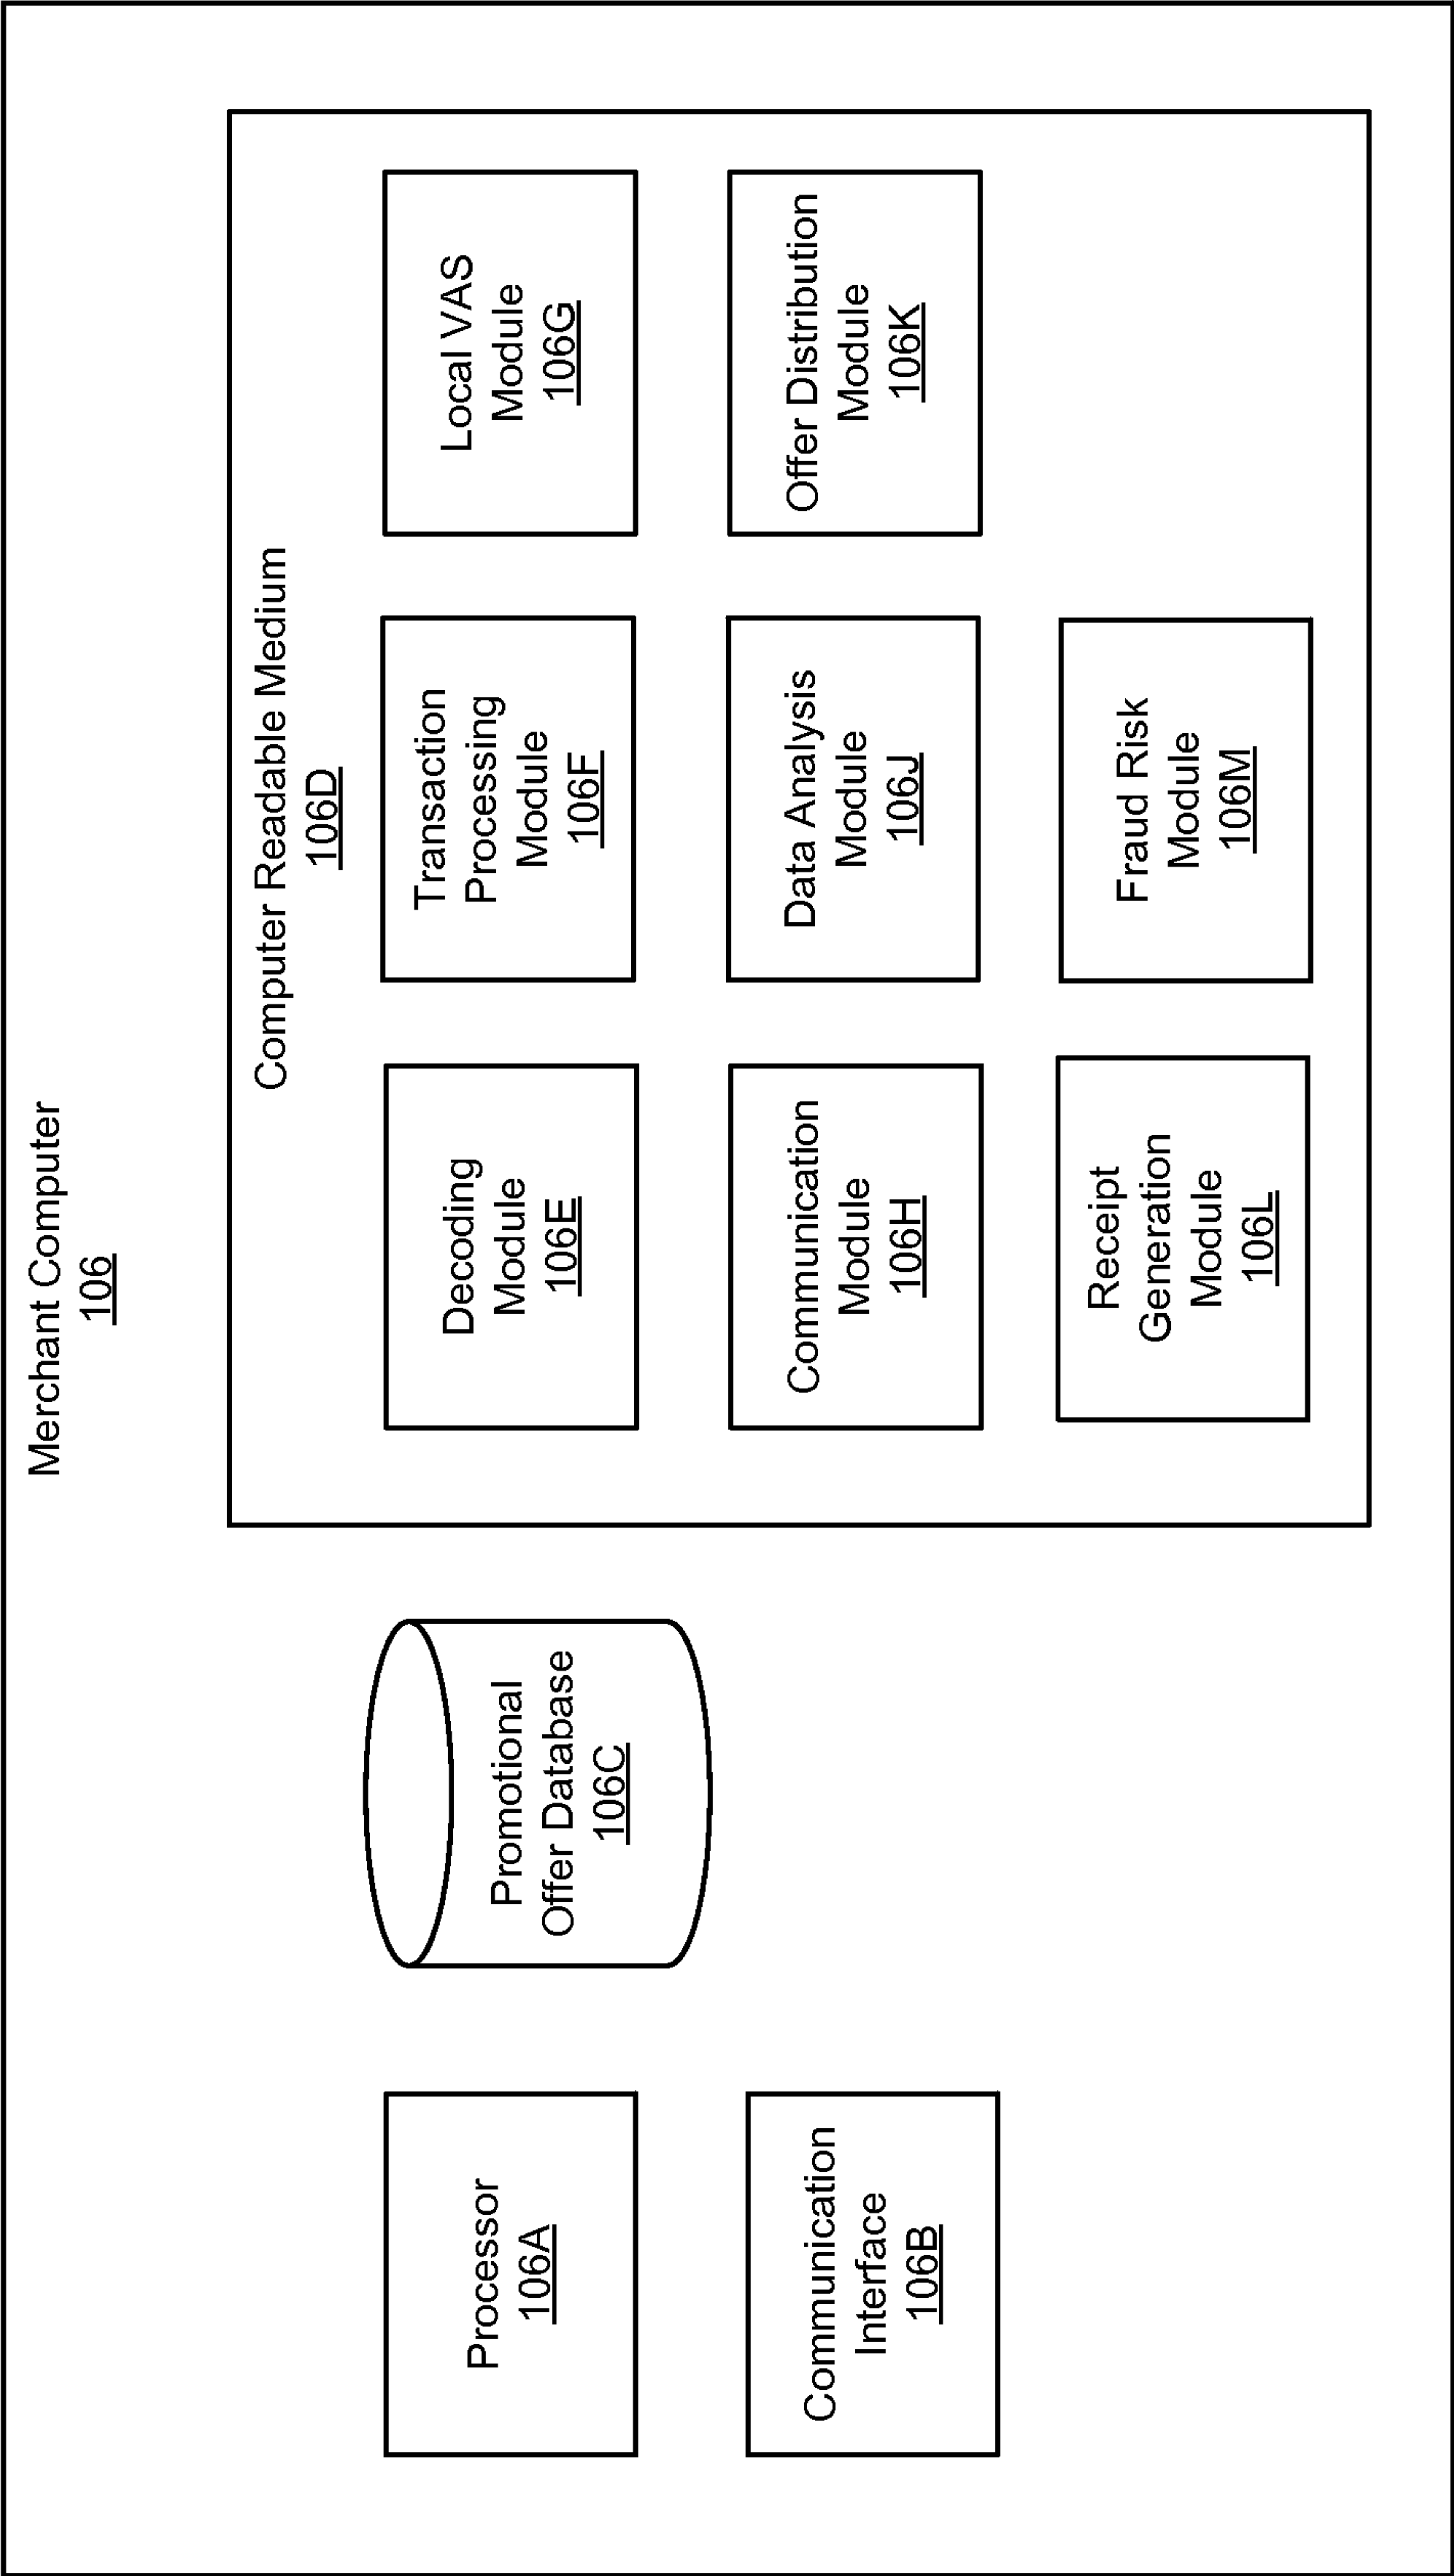 Merchant Computer
106
Processor
106A
Communication
Interface
106B
Promotional
Offer Database
106C
Computer Readable Medium
106D
Decoding
Module
106E
Transaction
Processing
Module
106F
Local VAS
Module
106G
Communication
Module
106H
Data Analysis
Module
106J
Offer Distribution
Module
106K
Receipt
Generation
Module
106L
Fraud Risk
Module
106M